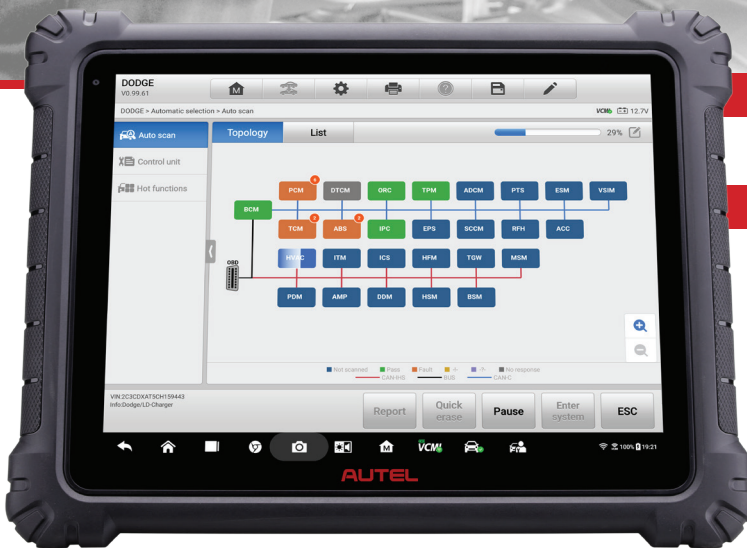 DODGE
V0.99.61
M
DODGE > Automatic selection > Auto scan
VCMI 12.7V
Auto scan
Topology
List
29%
Control unit
Hot functions
PCM
DTCM
ORC
TPM
ADCM
PTS
ESM
VSIM
BCM
TCM
ABS
IPC
EPS
SCCM
RFH
ACC
OBD
HVAC
ITM
ICS
HFM
TGW
MSM
PDM
AMP
DDM
HSM
BSM
Not scanned Pass Fault -|- -/- No response
CAN-IHS BUS CAN-C
VIN:2C3CDXAT5CH159443
Info:Dodge/LD-Charger
Report
Quick erase
Pause
Enter system
ESC
M
VCMI
100% 19:21
AUTEL